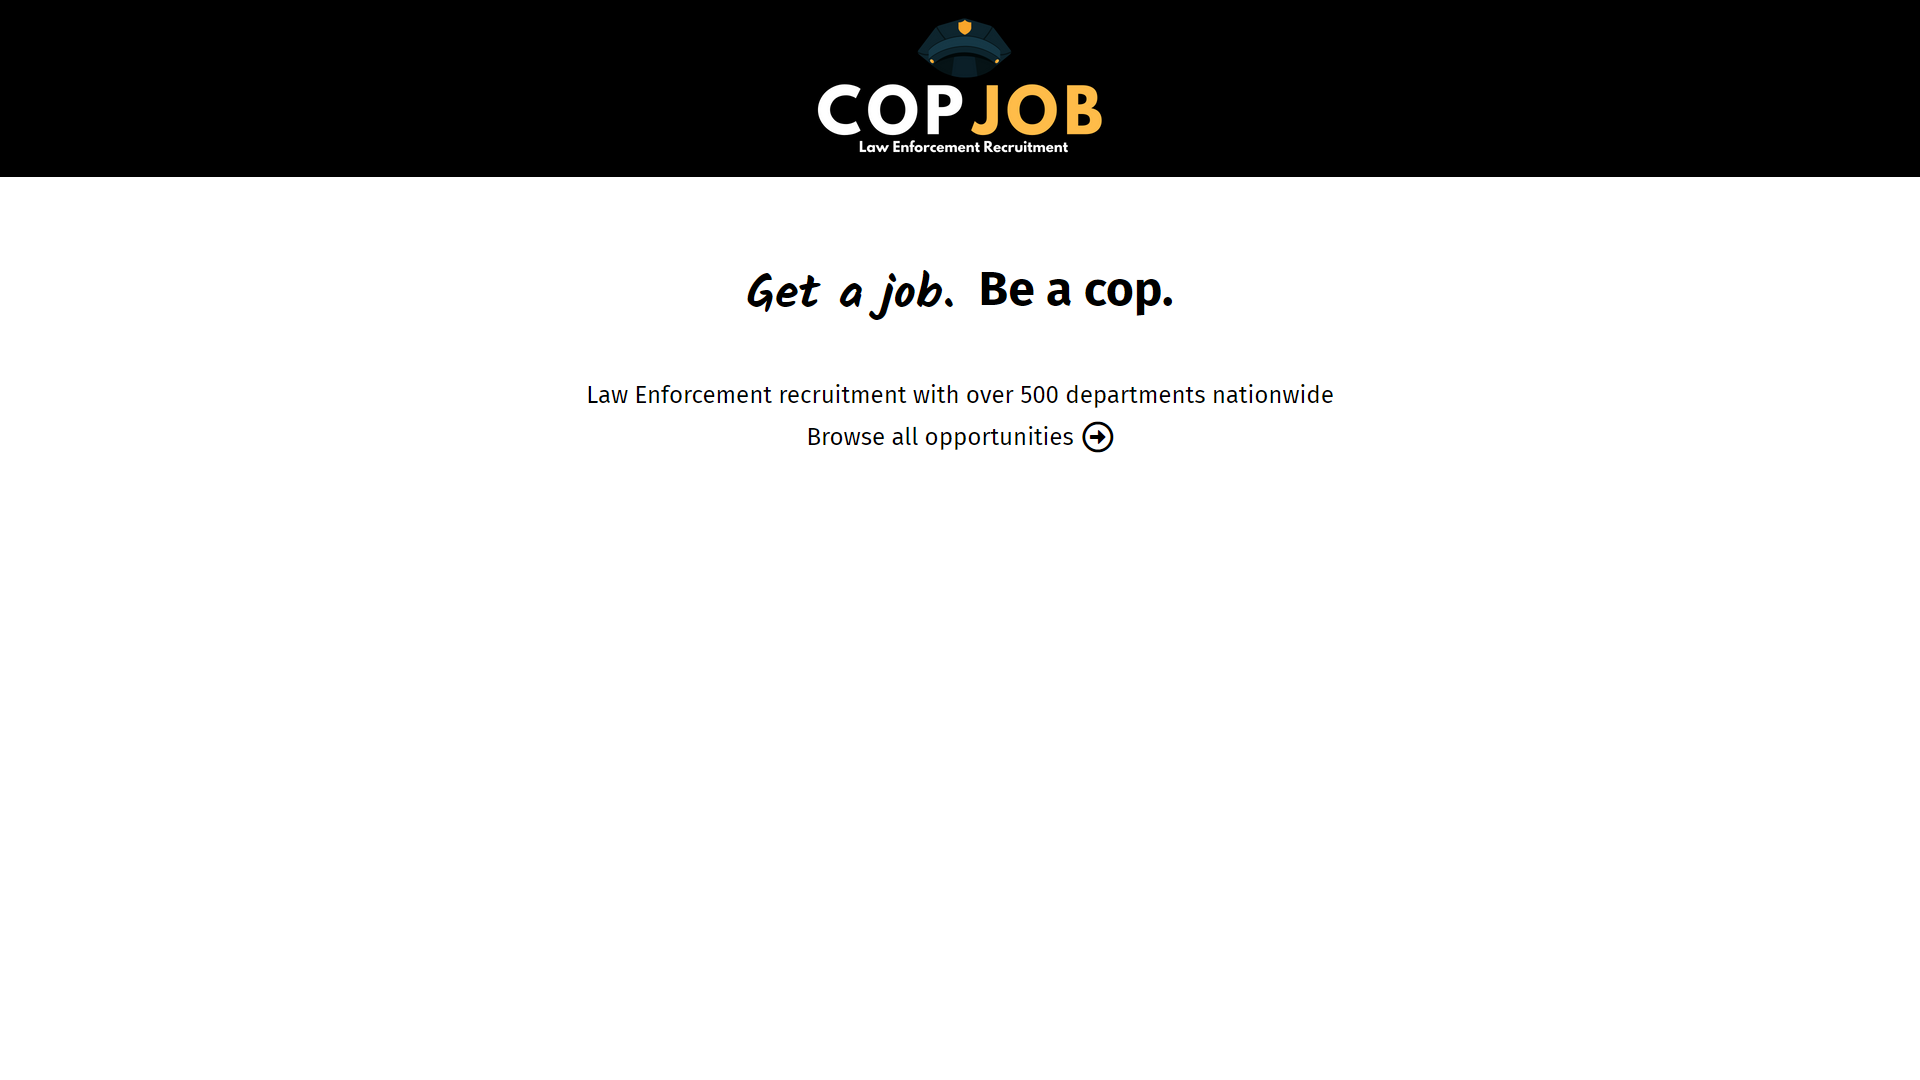 COPJOB
Law Enforcement Recruitment
Get a job. Be a cop.
Law Enforcement recruitment with over 500 departments nationwide
Browse all opportunities